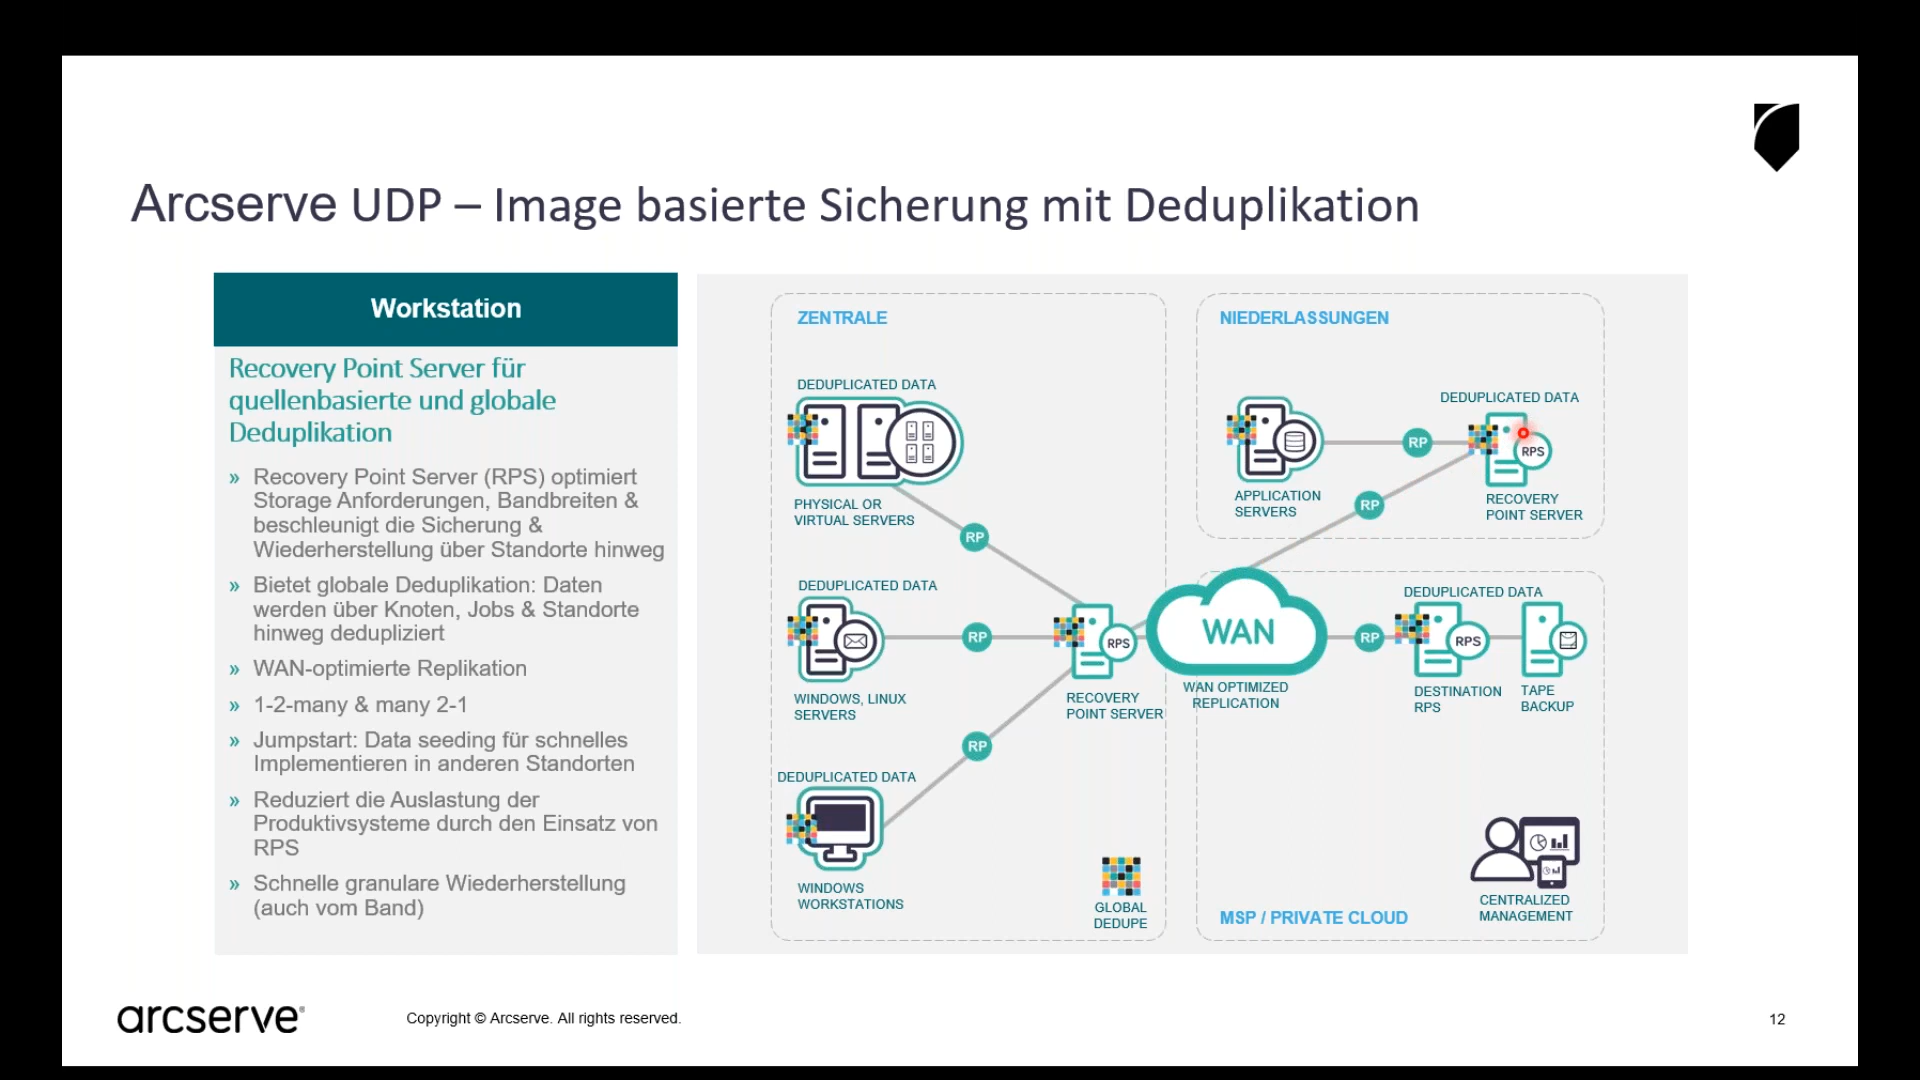 Arcserve UDP – Image basierte Sicherung mit Deduplikation
Workstation
Recovery Point Server für
quellenbasierte und globale
Deduplikation
» Recovery Point Server (RPS) optimiert
Storage Anforderungen, Bandbreiten &
beschleunigt die Sicherung &
Wiederherstellung über Standorte hinweg
» Bietet globale Deduplikation: Daten
werden über Knoten, Jobs & Standorte
hinweg dedupliziert
» WAN-optimierte Replikation
» 1-2-many & many 2-1
» Jumpstart: Data seeding für schnelles
Implementieren in anderen Standorten
» Reduziert die Auslastung der
Produktivsysteme durch den Einsatz von
RPS
» Schnelle granulare Wiederherstellung
(auch vom Band)
ZENTRALE
DEDUPLICATED DATA
PHYSICAL OR
VIRTUAL SERVERS
RP
DEDUPLICATED DATA
WINDOWS, LINUX
SERVERS
RP
RPS
RECOVERY
POINT SERVER
RP
DEDUPLICATED DATA
WINDOWS
WORKSTATIONS
GLOBAL
DEDUPE
WAN
WAN OPTIMIZED
REPLICATION
NIEDERLASSUNGEN
DEDUPLICATED DATA
RP
RPS
APPLICATION
SERVERS
RP
RECOVERY
POINT SERVER
DEDUPLICATED DATA
RP
RPS
DESTINATION
RPS
TAPE
BACKUP
CENTRALIZED
MANAGEMENT
MSP / PRIVATE CLOUD
arcserve®
Copyright © Arcserve. All rights reserved.
12